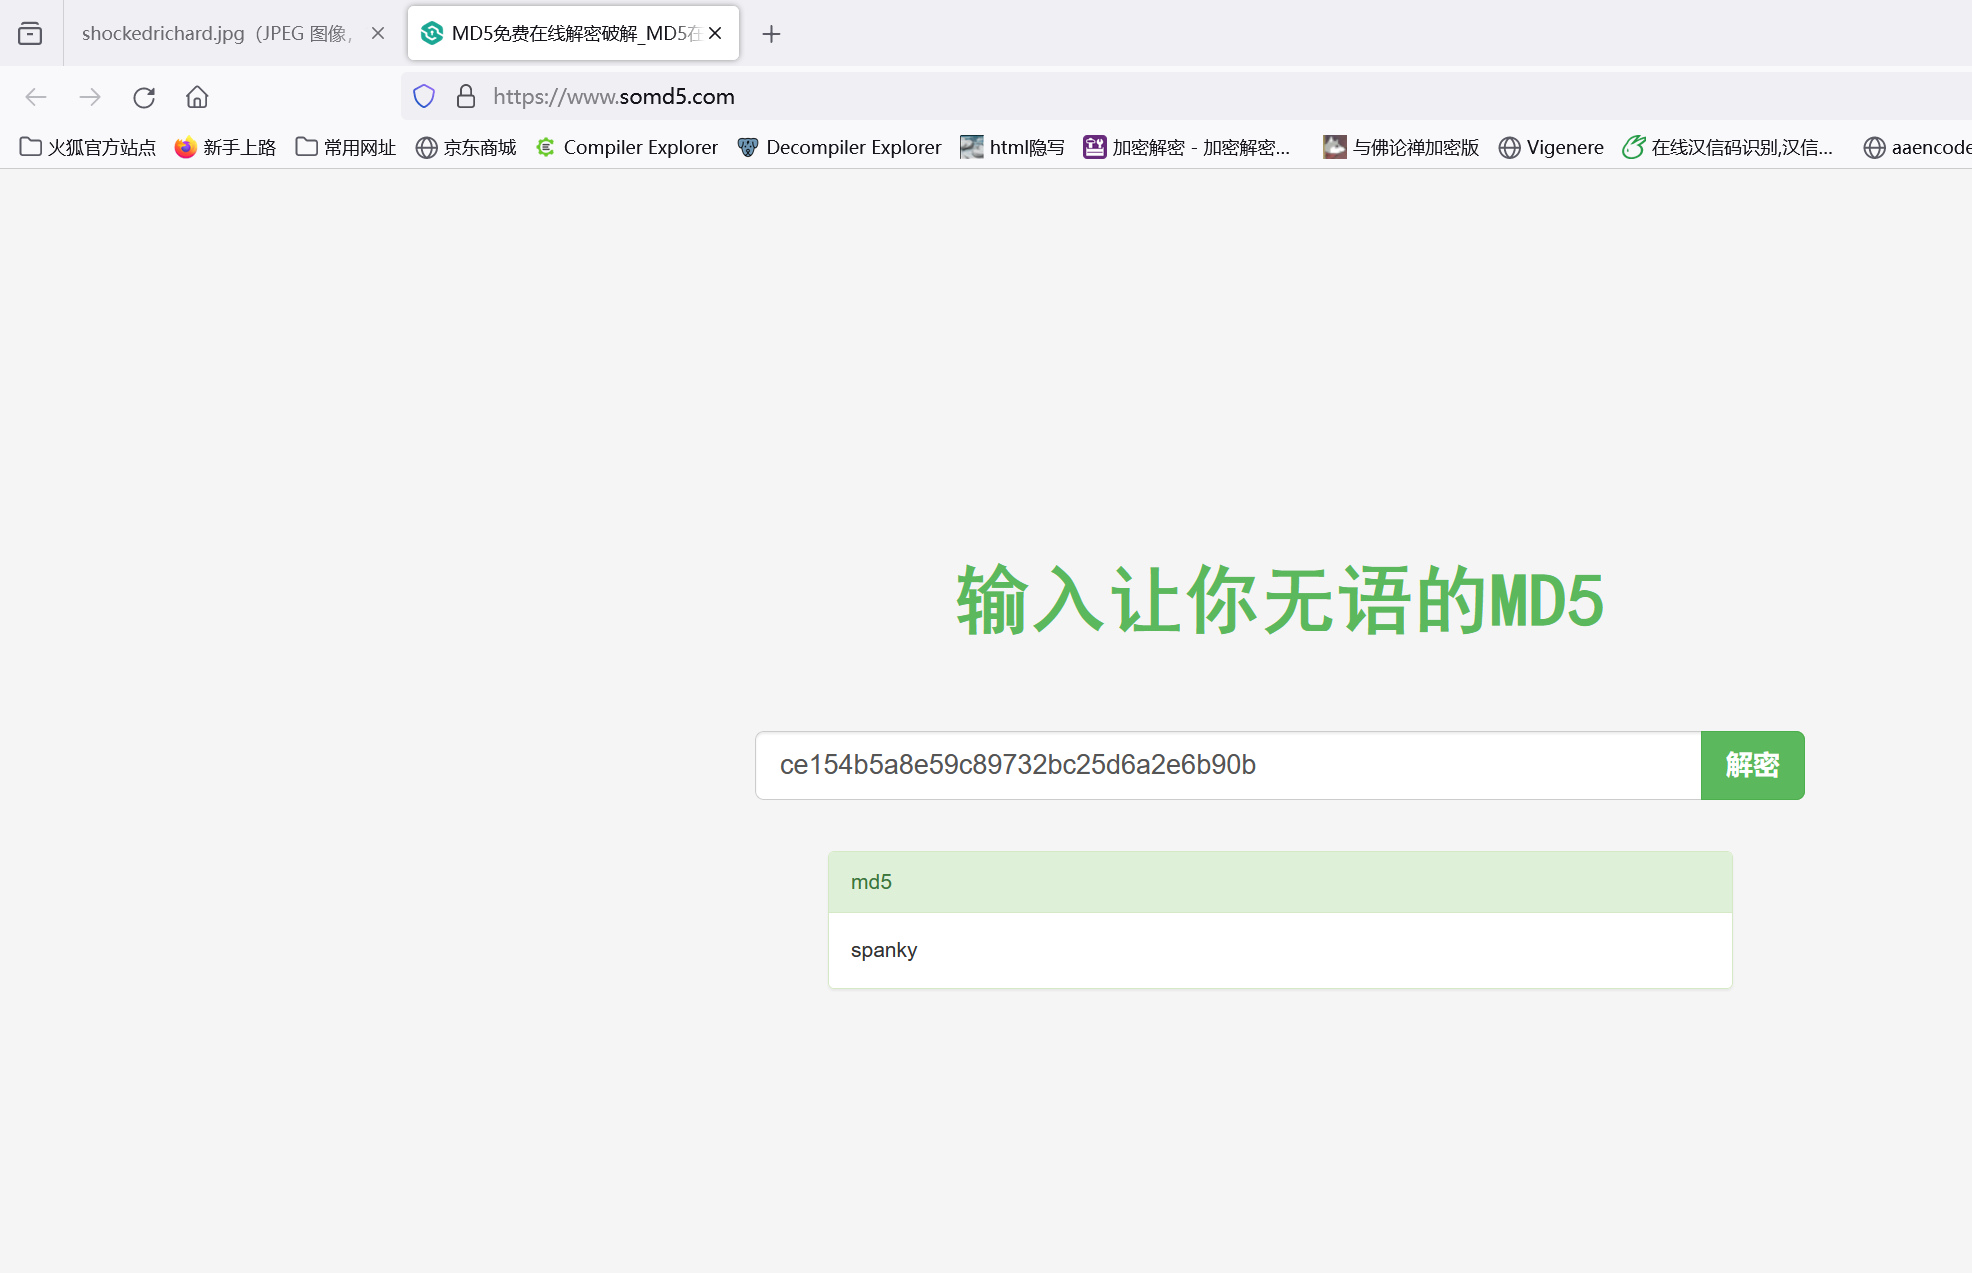 shockedrichard.jpg (JPEG 图像,
MD5免费在线解密破解_MD5在
https://www.somd5.com
火狐官方站点 新手上路 常用网址 京东商城 Compiler Explorer Decompiler Explorer html隐写 加密解密 - 加密解密... 与佛论禅加密版 Vigenere 在线汉信码识别,汉信... aaencode
输入让你无语的MD5
ce154b5a8e59c89732bc25d6a2e6b90b
解密
md5
spanky